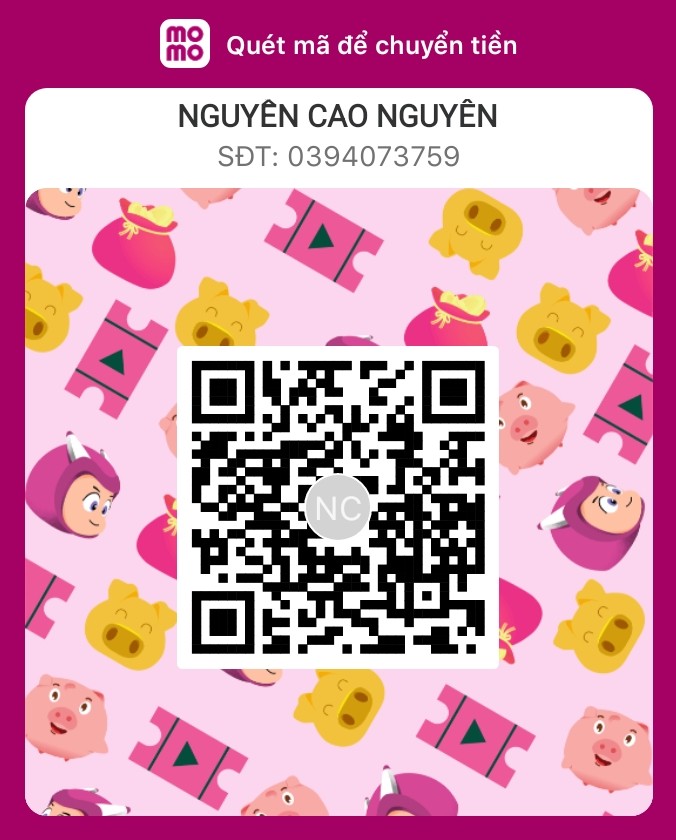 mo
mo
Quét mã để chuyển tiền
NGUYÊN CAO NGUYÊN
SĐT: 0394073759
NC